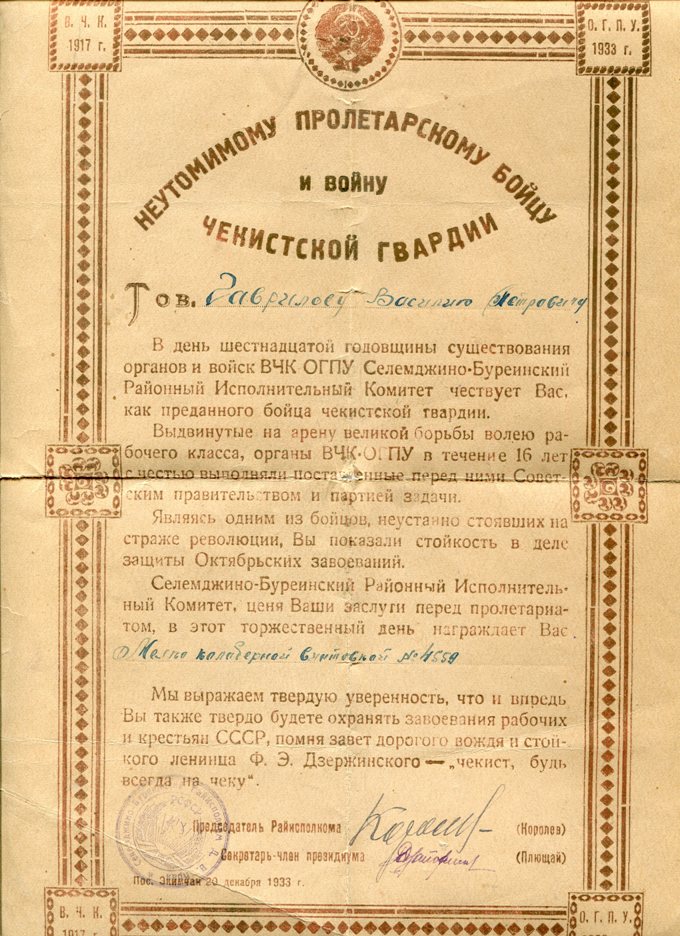 В. Ч. К.
1917 г.
О. Г. П. У.
1933 г.
НЕУТОМИМОМУ ПРОЛЕТАРСКОМУ БОЙЦУ
И ВОЙНУ
ЧЕКИСТСКОЙ ГВАРДИИ
Тов. Гаврилову Василию Петровичу
В день шестнадцатой годовщины существования
органов и войск ВЧК-ОГПУ Селемджино-Буреинский
Районный Исполнительный Комитет чествует Вас,
как преданного бойца чекистской гвардии.
Выдвинутые на арену великой борьбы волею ра-
бочего класса, органы ВЧК-ОГПУ в течение 16 лет
с честью выполняли поставленные перед ними Совет-
ским правительством и партией задачи.
Являясь одним из бойцов, неустанно стоявших на
страже революции, Вы показали стойкость в деле
защиты Октябрьских завоеваний.
Селемджино-Буреинский Районный Исполнитель-
ный Комитет, ценя Ваши заслуги перед пролетариа-
том, в этот торжественный день награждает Вас
Мелко калиберной винтовкой № 4559
Мы выражаем твердую уверенность, что и впредь
Вы также твердо будете охранять завоевания рабочих
и крестьян СССР, помня завет дорогого вождя и стой-
кого ленинца Ф. Э. Дзержинского — „чекист, будь
всегда на чеку".
Председатель Райисполкома (Королев)
Секретарь-член президиума (Плющай)
Пос. Экимчан 20 декабря 1933 г.
В. Ч. К.
1917 г.
О. Г. П. У.